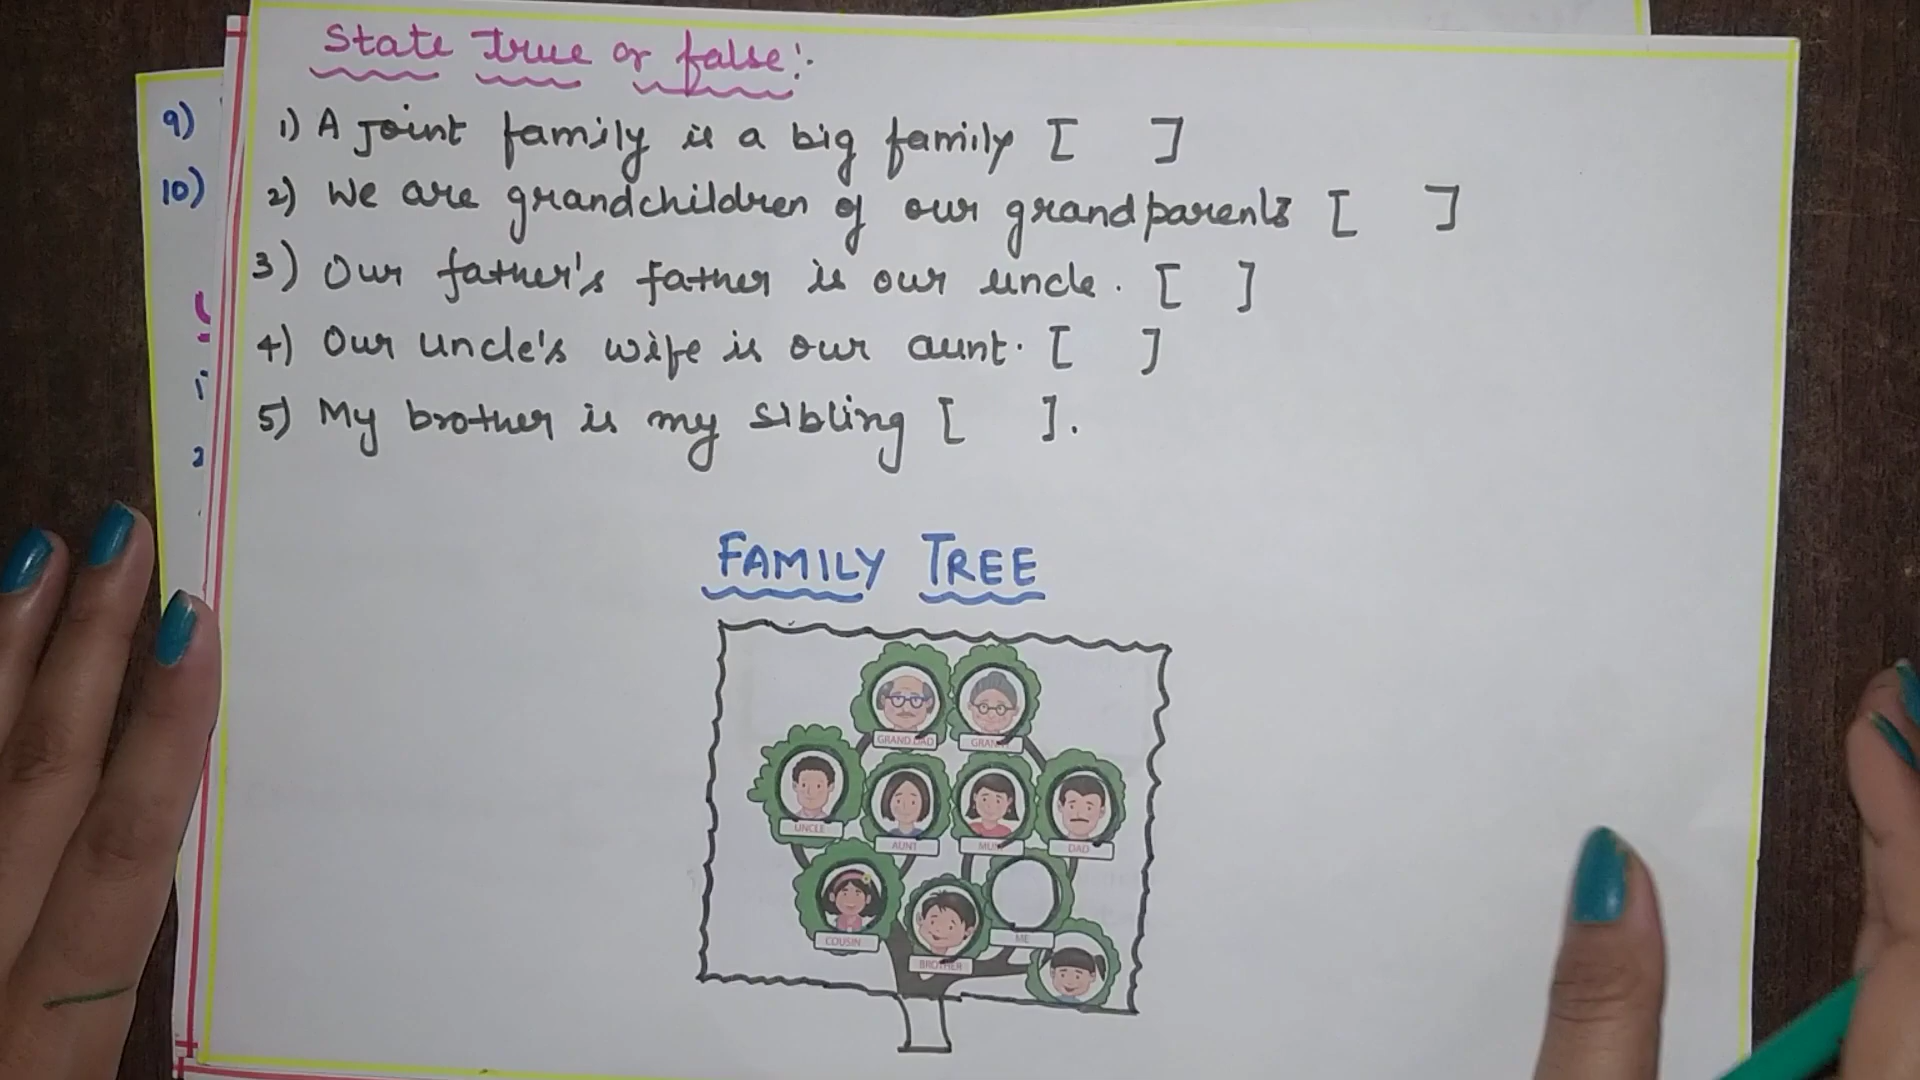 State True or false:-
9)
1) A joint family is a big family [ ]
10)
2) We are grandchildren of our grandparents [ ]
3) Our father's father is our uncle. [ ]
4) Our uncle's wife is our aunt. [ ]
5) My brother is my sibling [ ].
FAMILY TREE
GRAND DAD
UNCLE
AUNT
MUM
DAD
COUSIN
BROTHER
ME